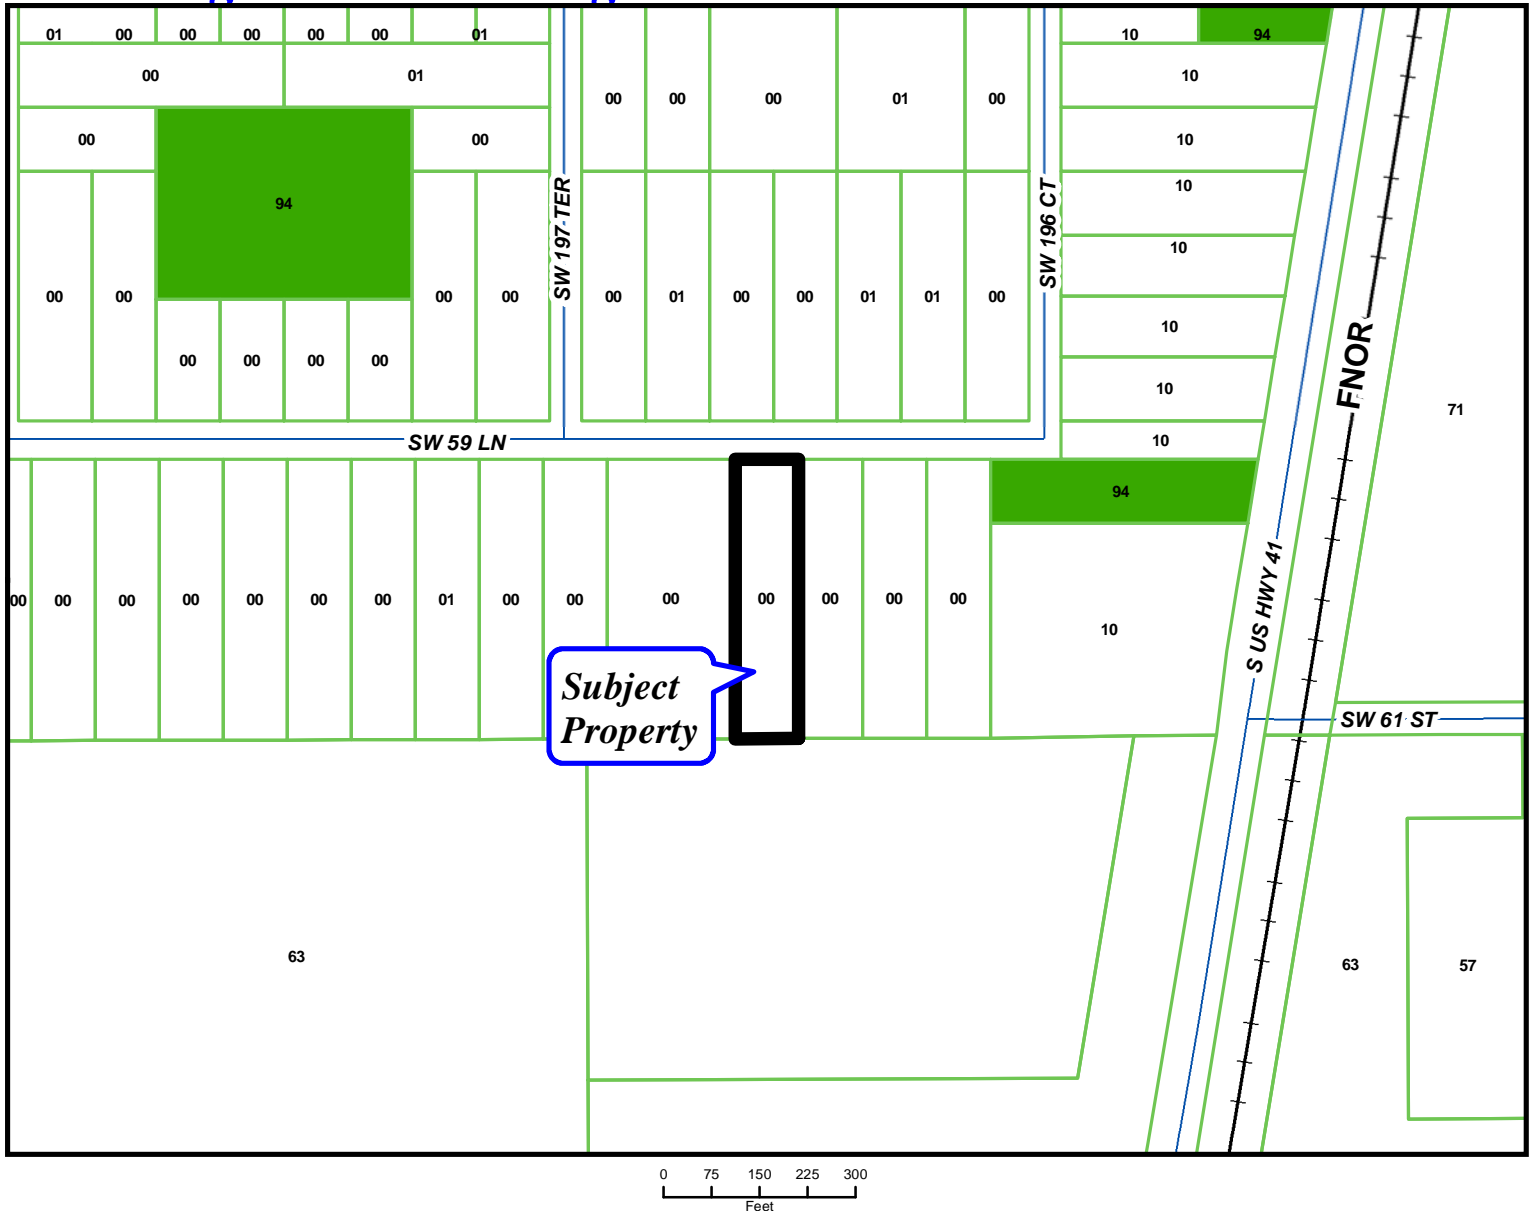 01 00 00 00 00 00 01 10 94
00 01 00 00 00 01 00 10
00 00 10
94 10
SW 197 TER
SW 196 CT
10
00 00 00 00 00 01 00 00 01 01 00
10
00 00 00 00
FNOR
10
71
SW 59 LN
10
94
00 00 00 00 00 00 00 01 00 00 00 00 00 00 00
10
S US HWY 41
Subject
Property
SW 61 ST
63
63
57
0 75 150 225 300
Feet